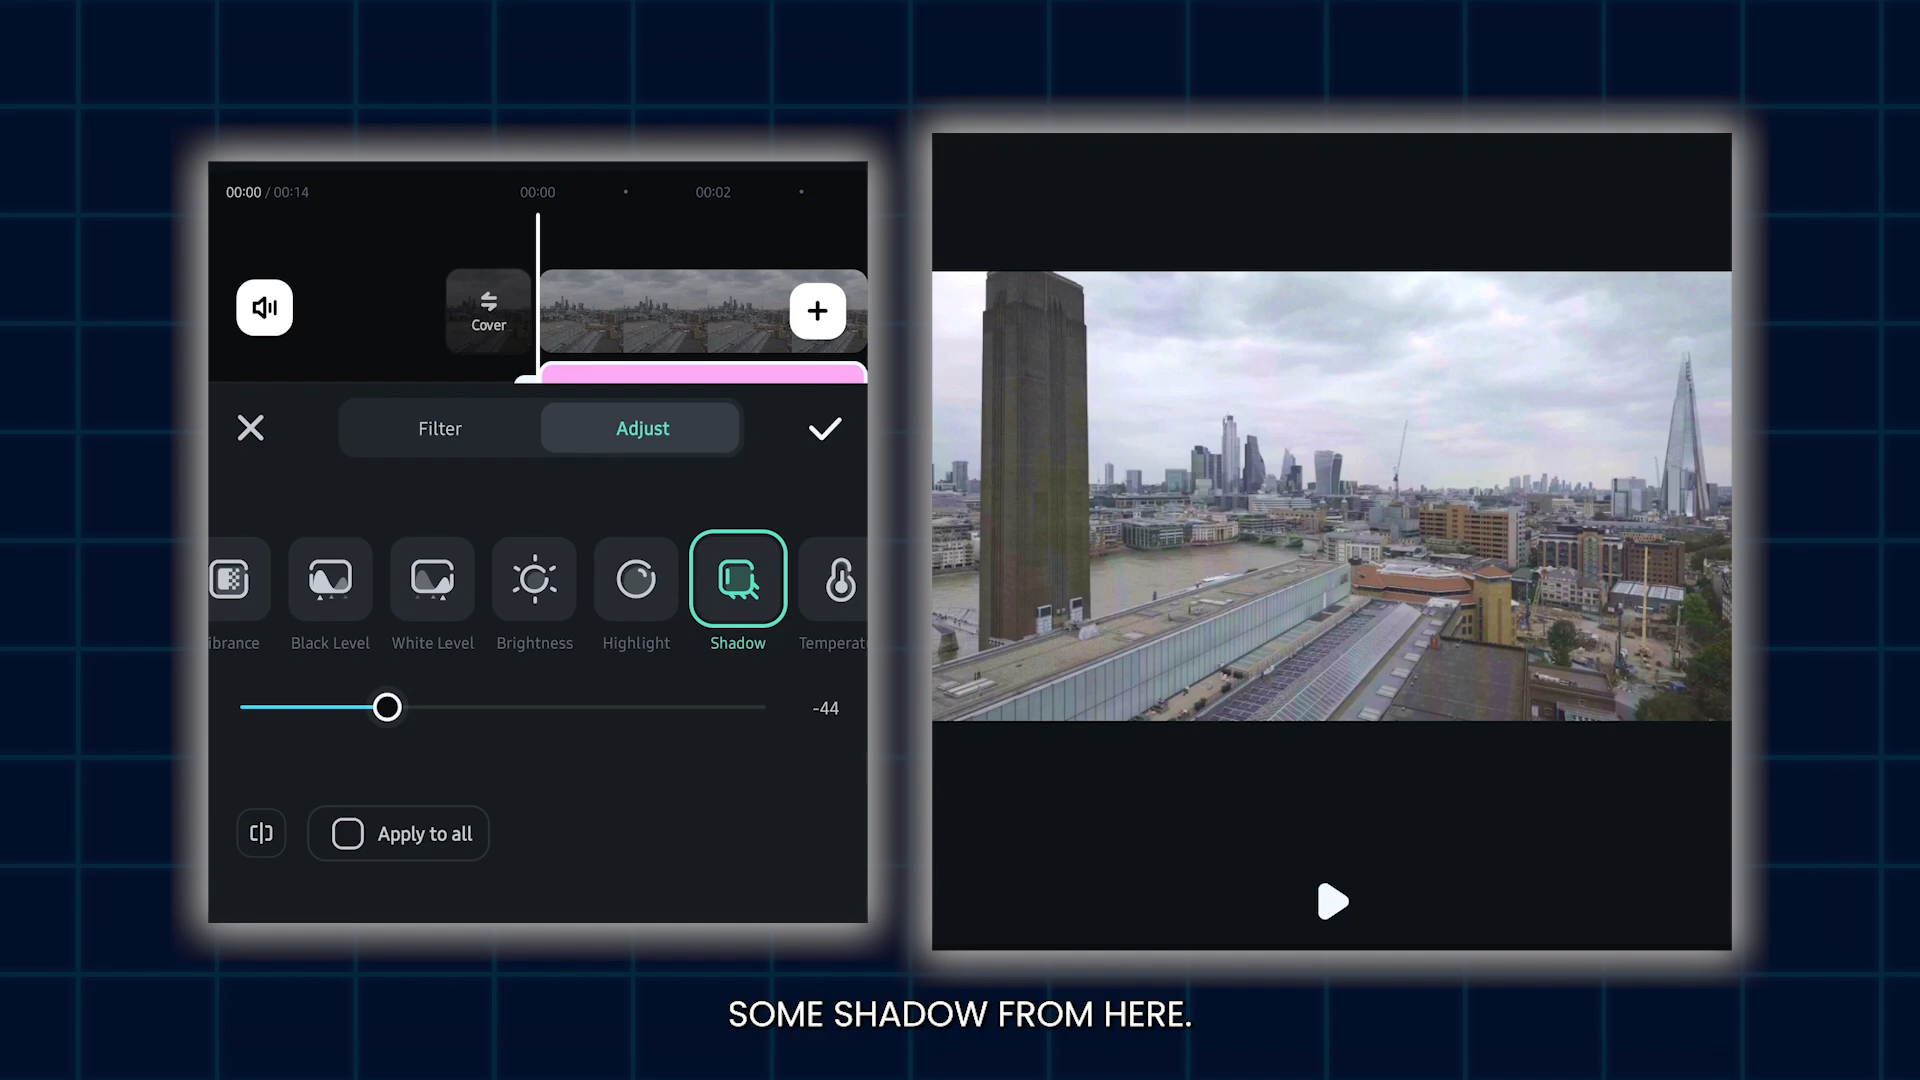 00:00 / 00:14
00:00
00:02
Cover
Filter
Adjust
ibrance
Black Level
White Level
Brightness
Highlight
Shadow
Temperat
-44
Apply to all
SOME SHADOW FROM HERE.